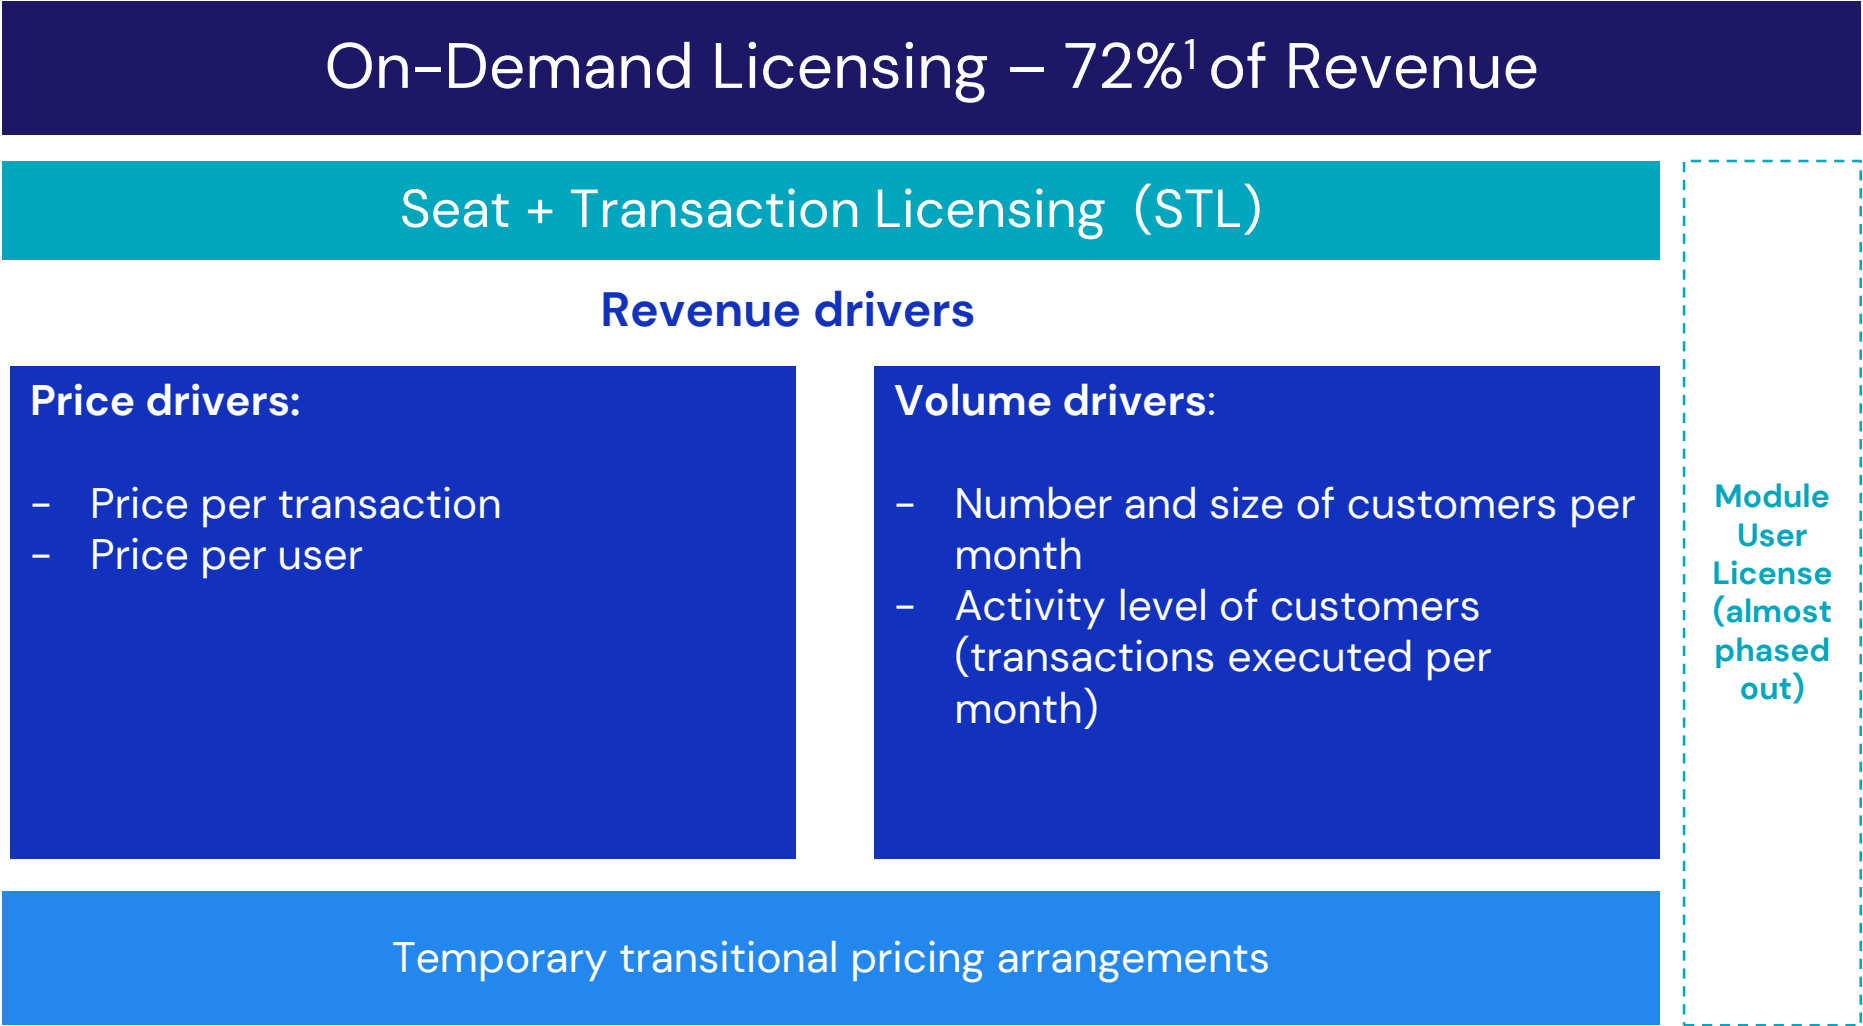 On-Demand Licensing – 72%¹ of Revenue
Seat + Transaction Licensing (STL)
Revenue drivers
Price drivers:
- Price per transaction
- Price per user
Volume drivers:
- Number and size of customers per
month
- Activity level of customers
(transactions executed per
month)
Module
User
License
(almost
phased
out)
Temporary transitional pricing arrangements